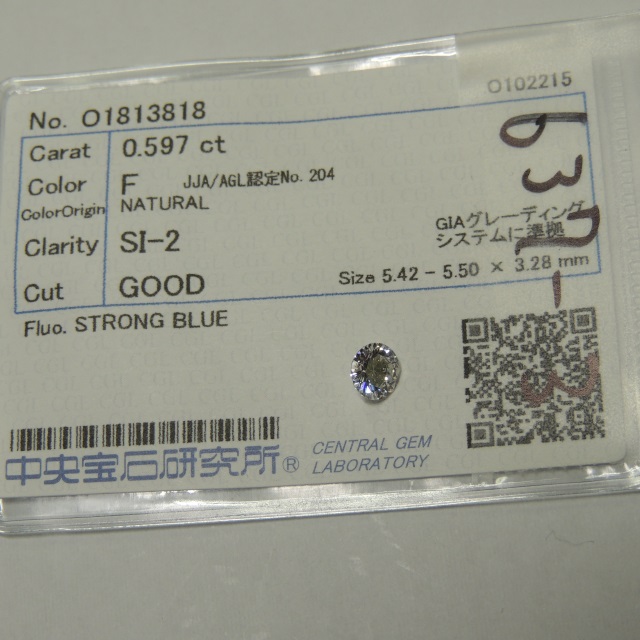 No. O1813818
O102215
Carat 0.597 ct
Color F JJA/AGL認定No. 204
ColorOrigin NATURAL
Clarity SI-2
GIAグレーディング
システムに準拠
Cut GOOD
Size 5.42 - 5.50 × 3.28 mm
Fluo. STRONG BLUE
中央宝石研究所®
CENTRAL GEM
LABORATORY